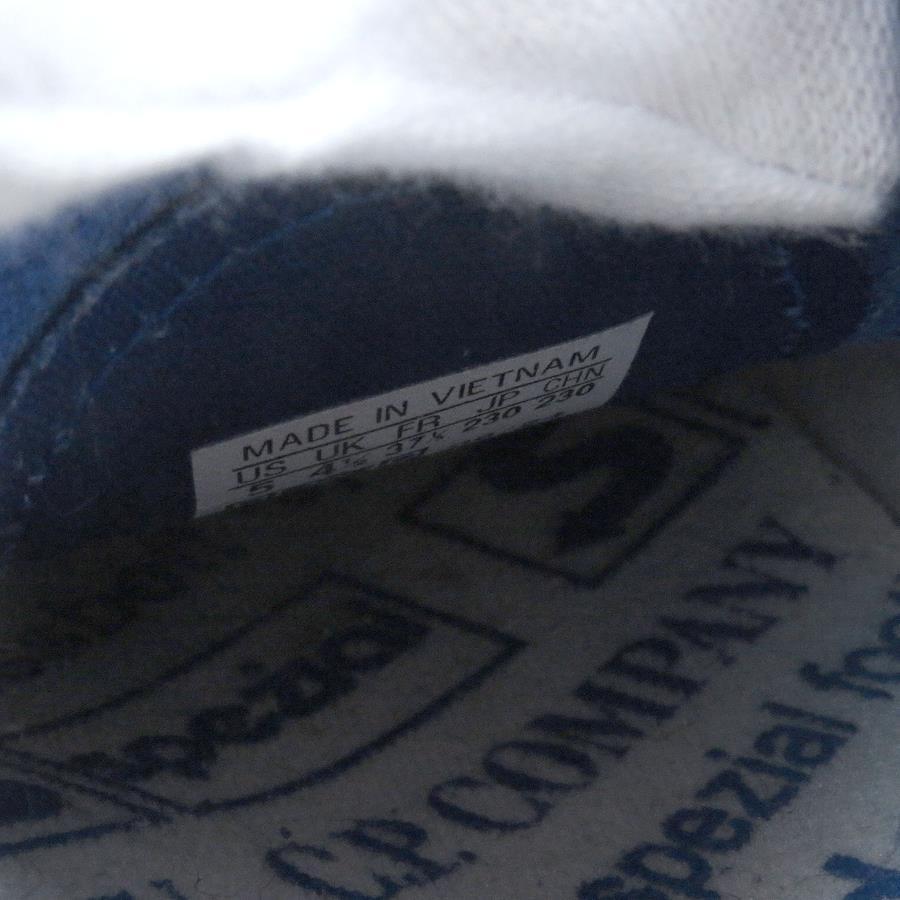 MADE IN VIETNAM
US UK FR JP CHN
5 4½ 37⅓ 230 230
spezial
C.P. COMPANY
spezial